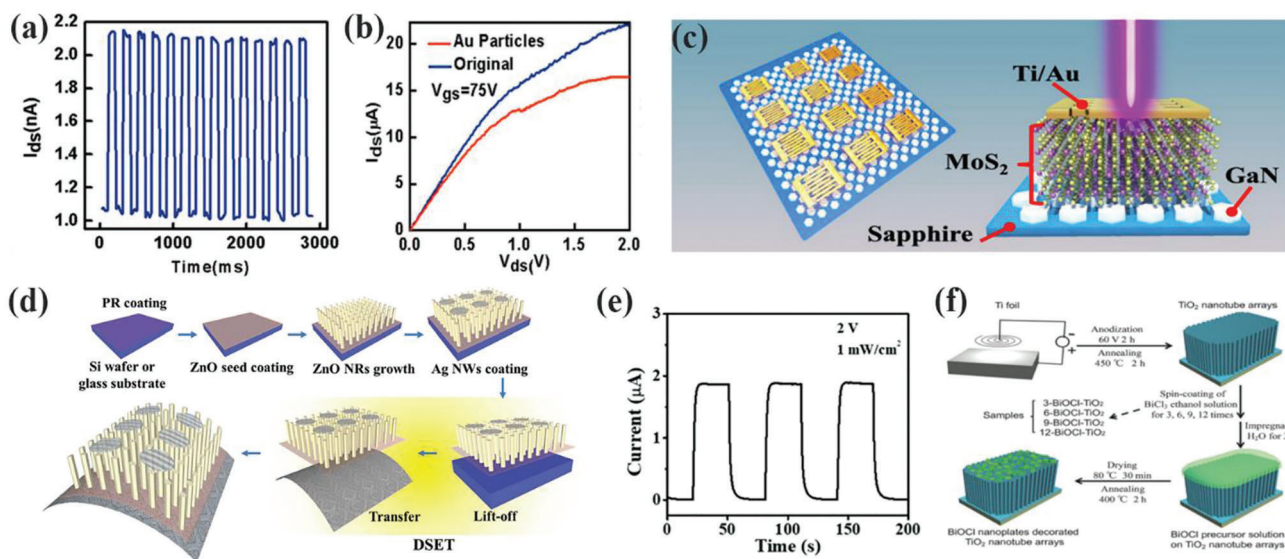 (a)
2.2
2.0
1.8
1.6
1.4
1.2
1.0
Ids(nA)
0 1000 2000 3000
Time(ms)
(b)
20
15
10
5
0
Ids(μA)
Au Particles
Original
Vgs=75V
0.0 0.5 1.0 1.5 2.0
Vds(V)
(c)
Ti/Au
MoS₂
GaN
Sapphire
(d)
PR coating
Si wafer or
glass substrate
ZnO seed coating
ZnO NRs growth
Ag NWs coating
Transfer
Lift-off
DSET
(e)
3
2
1
0
Current (μA)
2 V
1 mW/cm²
0 50 100 150 200
Time (s)
(f)
Ti foil
-
+
Anodization
60 V 2 h
Annealing
450 °C 2 h
TiO₂ nanotube arrays
Samples
3-BiOCl-TiO₂
6-BiOCl-TiO₂
9-BiOCl-TiO₂
12-BiOCl-TiO₂
Spin-coating of
BiCl₃ ethanol solution
for 3, 6, 9, 12 times
Impregna
H₂O for
Drying
80 °C 30 min
Annealing
400 °C 2 h
BiOCl nanoplates decorated
TiO₂ nanotube arrays
BiOCl precursor solution
on TiO₂ nanotube arrays